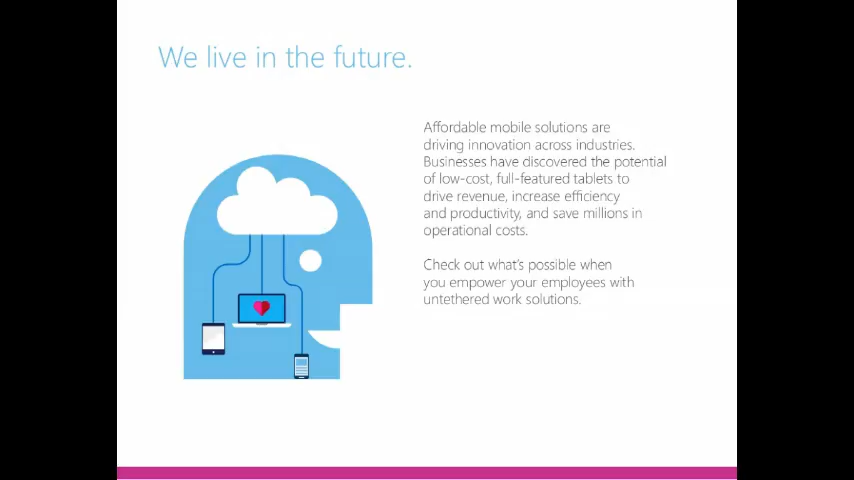 We live in the future.
Affordable mobile solutions are
driving innovation across industries.
Businesses have discovered the potential
of low-cost, full-featured tablets to
drive revenue, increase efficiency
and productivity, and save millions in
operational costs.
Check out what's possible when
you empower your employees with
untethered work solutions.